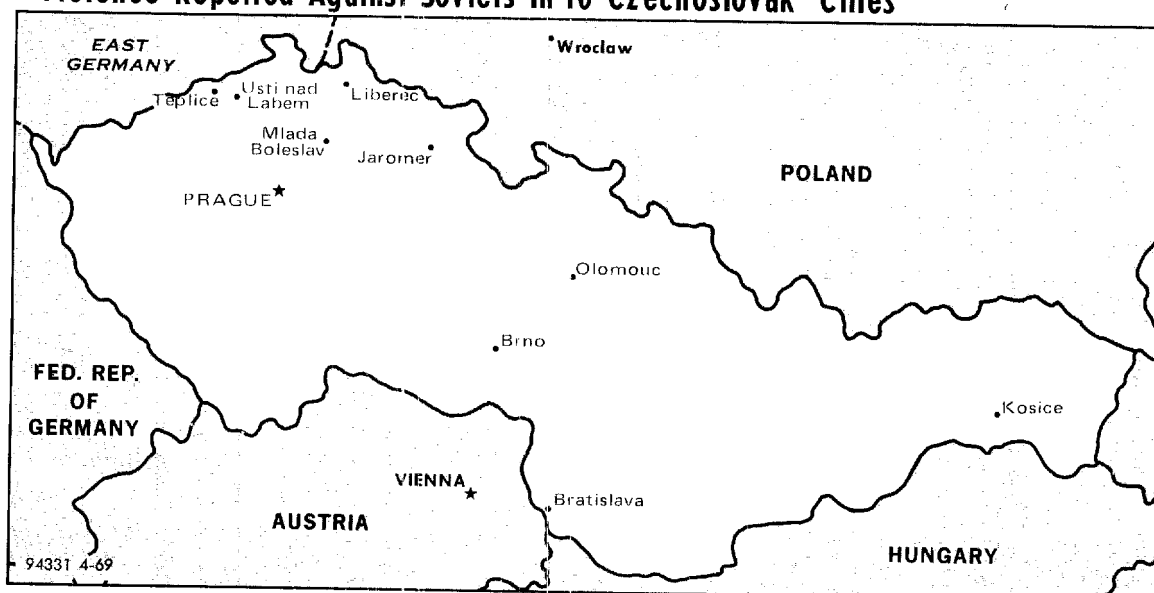 Reported Against Soviets in 10 Czechoslovak Cities
EAST
GERMANY
Wroclaw
Teplice
Usti nad
Labem
Liberec
Mlada
Boleslav
Jaromer
POLAND
PRAGUE
Olomouc
Brno
FED. REP.
OF
GERMANY
Kosice
VIENNA
Bratislava
AUSTRIA
HUNGARY
94331 4-69